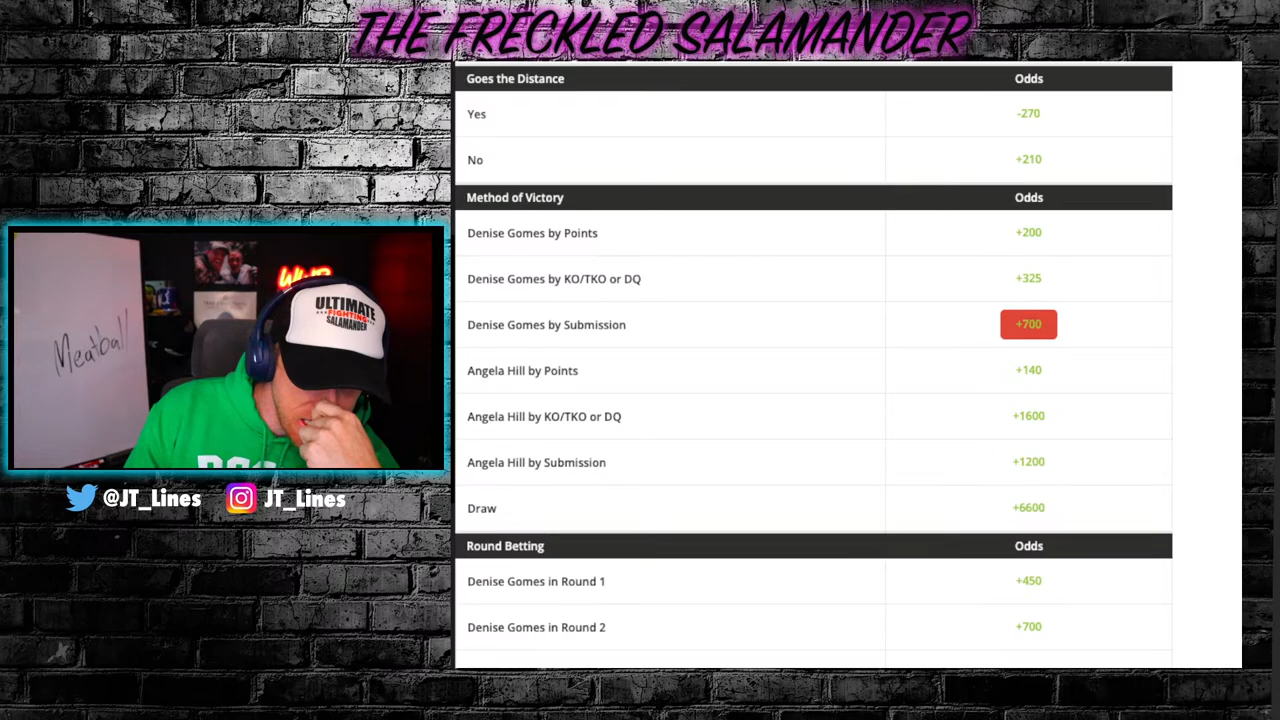 THE FRECKLED SALAMANDER
Goes the Distance Odds
Yes -270
No +210
Method of Victory Odds
Denise Gomes by Points +200
Denise Gomes by KO/TKO or DQ +325
Denise Gomes by Submission +700
Angela Hill by Points +140
Angela Hill by KO/TKO or DQ +1600
Angela Hill by Submission +1200
Draw +6600
Round Betting Odds
Denise Gomes in Round 1 +450
Denise Gomes in Round 2 +700
Meatball
ULTIMATE
FIGHTING
SALAMANDER
@JT_Lines JT_Lines